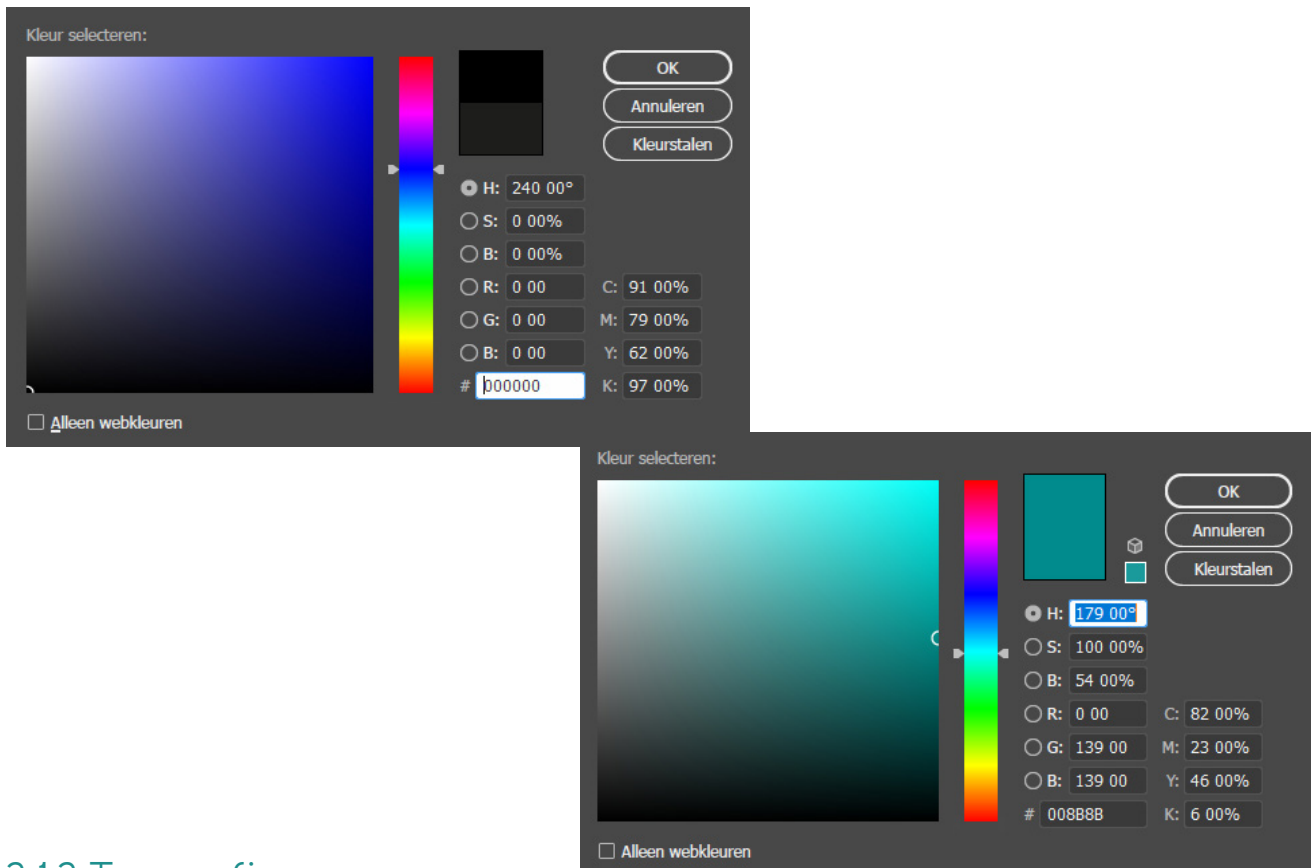 Kleur selecteren:
OK
Annuleren
Kleurstalen
H: 240 00°
S: 0 00%
B: 0 00%
R: 0 00 C: 91 00%
G: 0 00 M: 79 00%
B: 0 00 Y: 62 00%
# 000000 K: 97 00%
Alleen webkleuren
Kleur selecteren:
OK
Annuleren
Kleurstalen
H: 179 00°
S: 100 00%
B: 54 00%
R: 0 00 C: 82 00%
G: 139 00 M: 23 00%
B: 139 00 Y: 46 00%
# 008B8B K: 6 00%
Alleen webkleuren